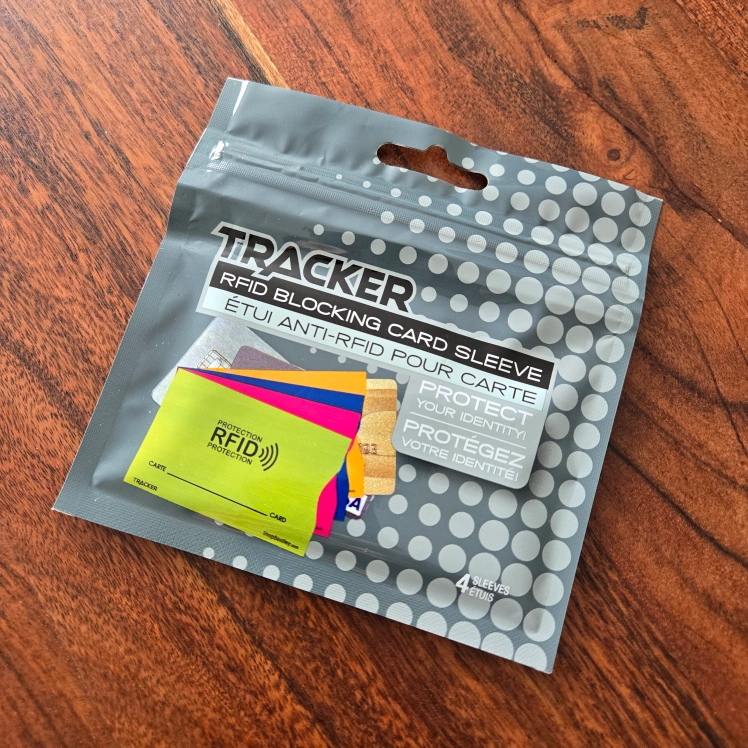 TRACKER
RFID BLOCKING CARD SLEEVE
ÉTUI ANTI-RFID POUR CARTE
PROTECT
YOUR IDENTITY!
PROTÉGEZ
VOTRE IDENTITÉ!
PROTECTION
RFID
PROTECTION
CARTE
CARD
TRACKER
4 SLEEVES
ÉTUIS